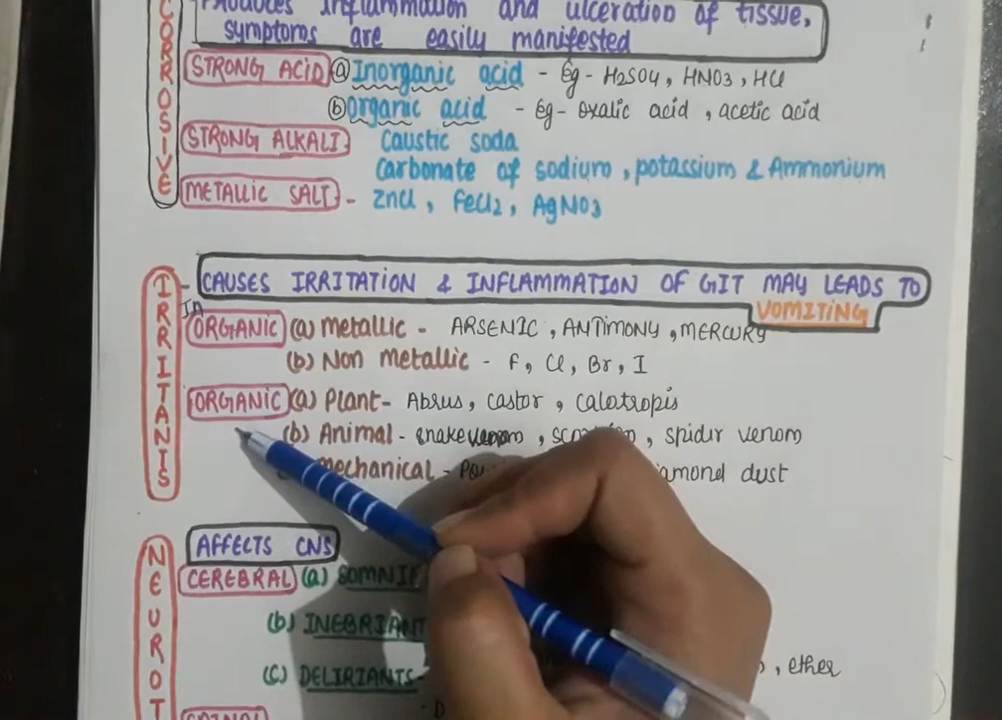 CORROSIVE
Produces inflammation and ulceration of tissue,
symptoms are easily manifested
STRONG ACID (a) Inorganic acid - Eg - H2SO4, HNO3, HCl
(b) organic acid - Eg - oxalic acid, acetic acid
STRONG ALKALI Caustic soda
Carbonate of sodium, potassium & Ammonium
METALLIC SALT - ZnCl, FeCl2, AgNO3
IRRITANTS
- CAUSES IRRITATION & INFLAMMATION OF GIT MAY LEADS TO
VOMITING
IN
ORGANIC (a) Metallic - ARSENIC, ANTIMONY, MERCURY
(b) Non metallic - F, Cl, Br, I
ORGANIC (a) Plant - Abrus, castor, calotropis
(b) Animal - snake venom, spider venom
mechanical - diamond dust
NEUROT
AFFECTS CNS
CEREBRAL (a) SOMNIF
(b) INEBRIANT
(c) DELIRIANTS - , ether
- D
SPINAL